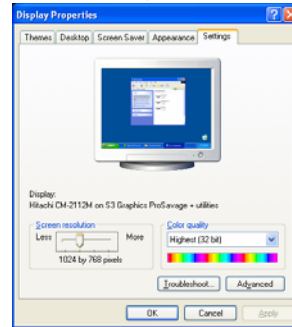 Display Properties
Themes Desktop Screen Saver Appearance Settings
Display:
Hitachi CM-2112M on S3 Graphics ProSavage + utilities
Screen resolution
Less More
1024 by 768 pixels
Color quality
Highest (32 bit)
Troubleshoot... Advanced
OK Cancel Apply